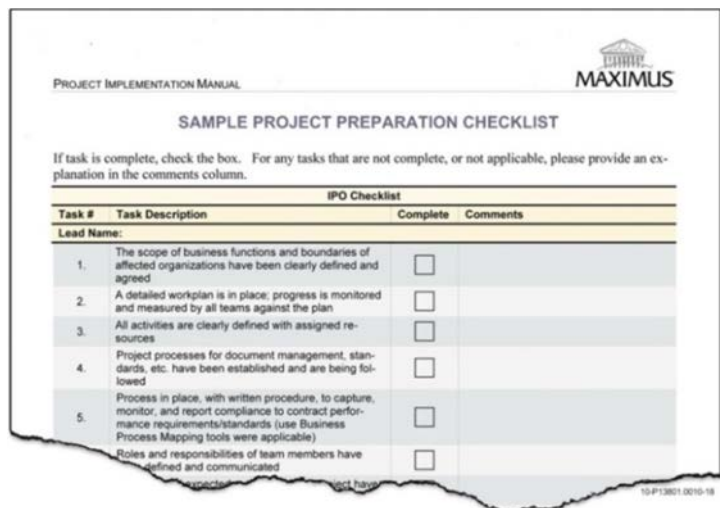 PROJECT IMPLEMENTATION MANUAL
MAXIMUS
SAMPLE PROJECT PREPARATION CHECKLIST
If task is complete, check the box. For any tasks that are not complete, or not applicable, please provide an ex-
planation in the comments column.
IPO Checklist
Task # Task Description Complete Comments
Lead Name:
The scope of business functions and boundaries of
1. affected organizations have been clearly defined and
agreed
2. A detailed workplan is in place; progress is monitored
and measured by all teams against the plan
3. All activities are clearly defined with assigned re-
sources
Project processes for document management, stan-
4. dards, etc. have been established and are being fol-
lowed
Process in place, with written procedure, to capture,
monitor, and report compliance to contract perfor-
5. mance requirements/standards (use Business
Process Mapping tools were applicable)
Roles and responsibilities of team members have
defined and communicated
have
10-P13801.0010-18